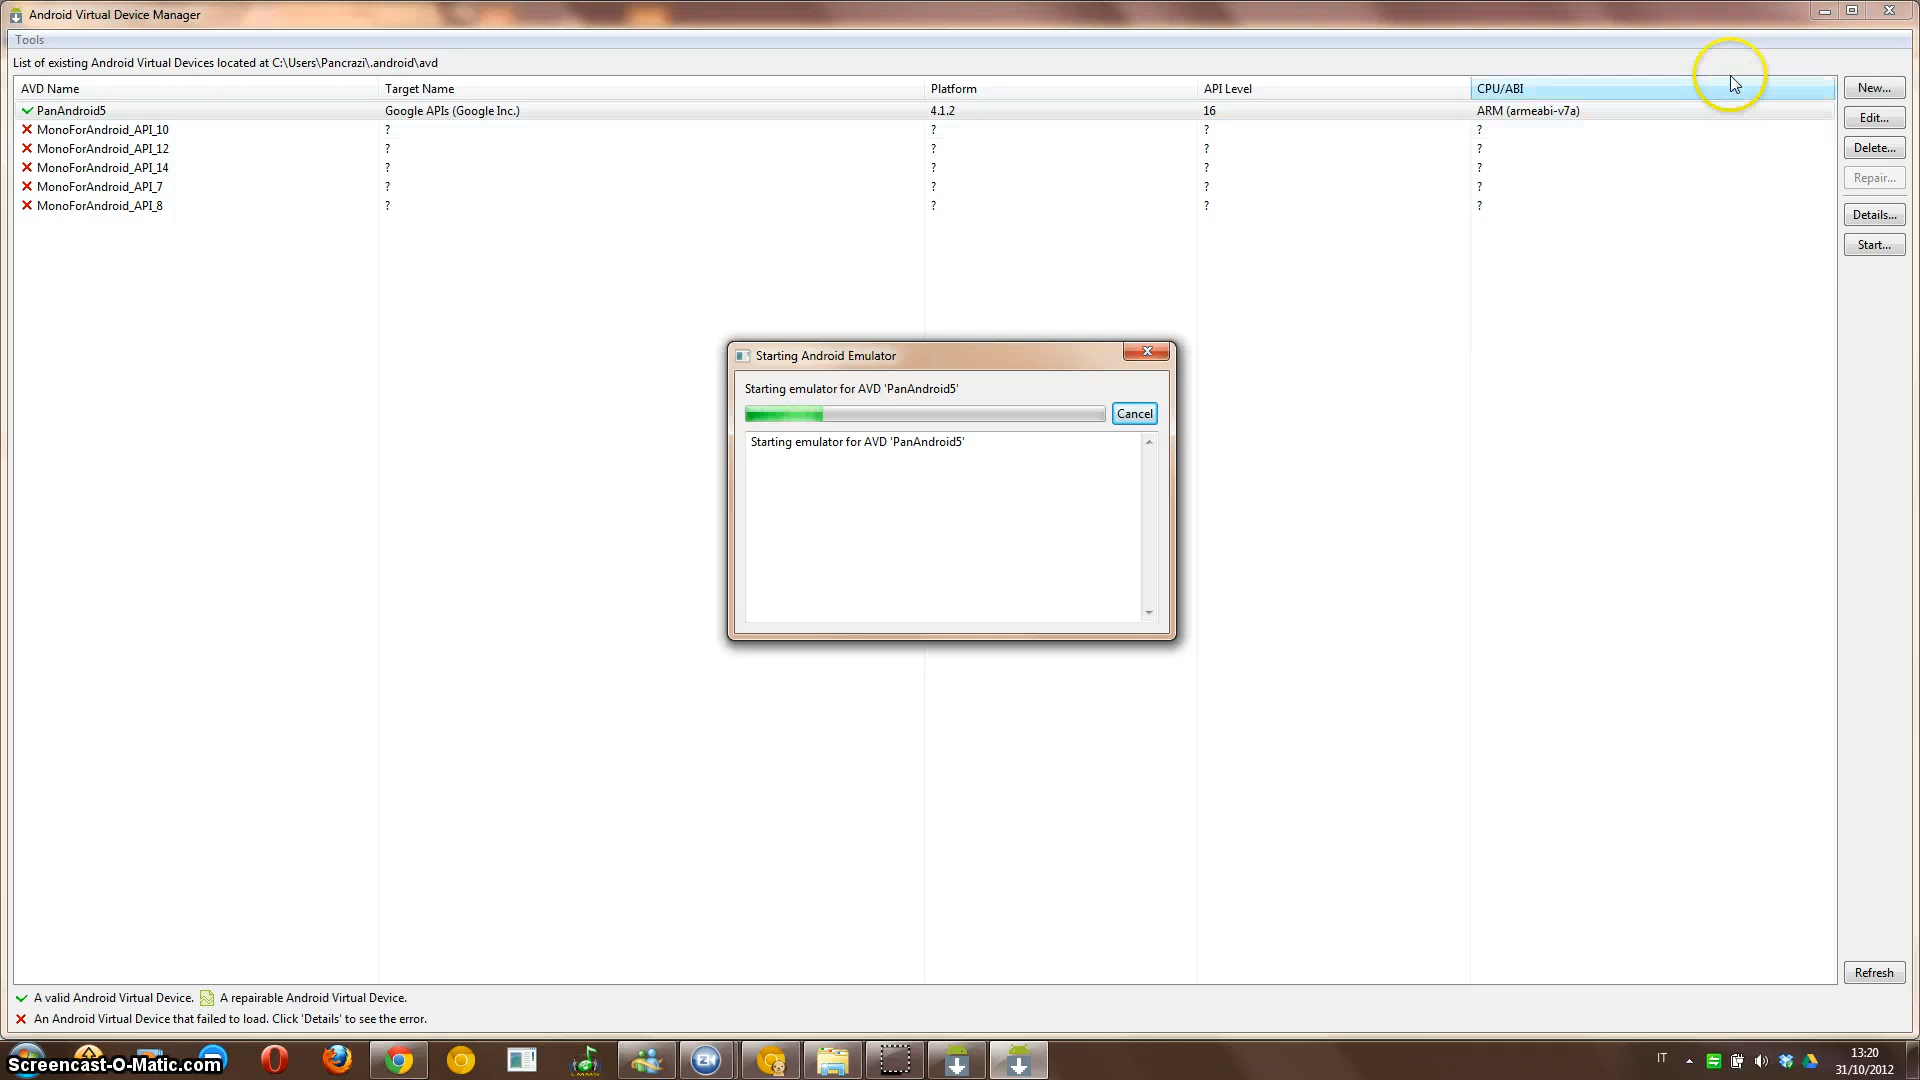 Android Virtual Device Manager
Tools
List of existing Android Virtual Devices located at C:\Users\Pancrazi\.android\avd
AVD Name Target Name Platform API Level CPU/ABI
PanAndroid5 Google APIs (Google Inc.) 4.1.2 16 ARM (armeabi-v7a)
MonoForAndroid_API_10 ? ? ? ?
MonoForAndroid_API_12 ? ? ? ?
MonoForAndroid_API_14 ? ? ? ?
MonoForAndroid_API_7 ? ? ? ?
MonoForAndroid_API_8 ? ? ? ?
New...
Edit...
Delete...
Repair...
Details...
Start...
Starting Android Emulator
Starting emulator for AVD 'PanAndroid5'
Cancel
Starting emulator for AVD 'PanAndroid5'
Refresh
A valid Android Virtual Device. A repairable Android Virtual Device.
An Android Virtual Device that failed to load. Click 'Details' to see the error.
Screencast-O-Matic.com
IT
13:20
31/10/2012